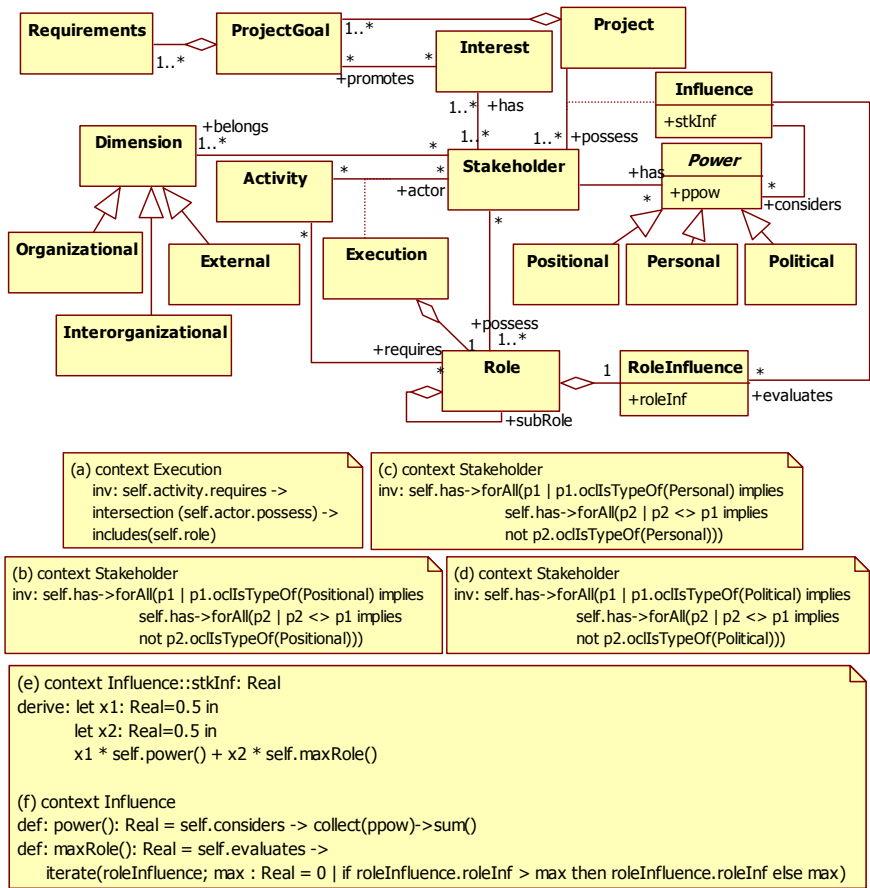 Requirements
ProjectGoal
Project
1..*
1..*
Interest
*
*
+promotes
Influence
+stkInf
1..*
+has
1..*
1..*
+possess
Dimension
+belongs
1..*
*
Activity
*
*
+actor
Stakeholder
Power
+ppow
+has
*
*
+considers
Organizational
External
Interorganizational
*
Execution
*
Positional
Personal
Political
+possess
1
1..*
+requires
*
Role
+subRole
1
RoleInfluence
+roleInf
*
+evaluates
(a) context Execution
inv: self.activity.requires ->
intersection (self.actor.possess) ->
includes(self.role)
(c) context Stakeholder
inv: self.has->forAll(p1 | p1.oclIsTypeOf(Personal) implies
self.has->forAll(p2 | p2 <> p1 implies
not p2.oclIsTypeOf(Personal)))
(b) context Stakeholder
inv: self.has->forAll(p1 | p1.oclIsTypeOf(Positional) implies
self.has->forAll(p2 | p2 <> p1 implies
not p2.oclIsTypeOf(Positional)))
(d) context Stakeholder
inv: self.has->forAll(p1 | p1.oclIsTypeOf(Political) implies
self.has->forAll(p2 | p2 <> p1 implies
not p2.oclIsTypeOf(Political)))
(e) context Influence::stkInf: Real
derive: let x1: Real=0.5 in
let x2: Real=0.5 in
x1 * self.power() + x2 * self.maxRole()
(f) context Influence
def: power(): Real = self.considers -> collect(ppow)->sum()
def: maxRole(): Real = self.evaluates ->
iterate(roleInfluence; max : Real = 0 | if roleInfluence.roleInf > max then roleInfluence.roleInf else max)